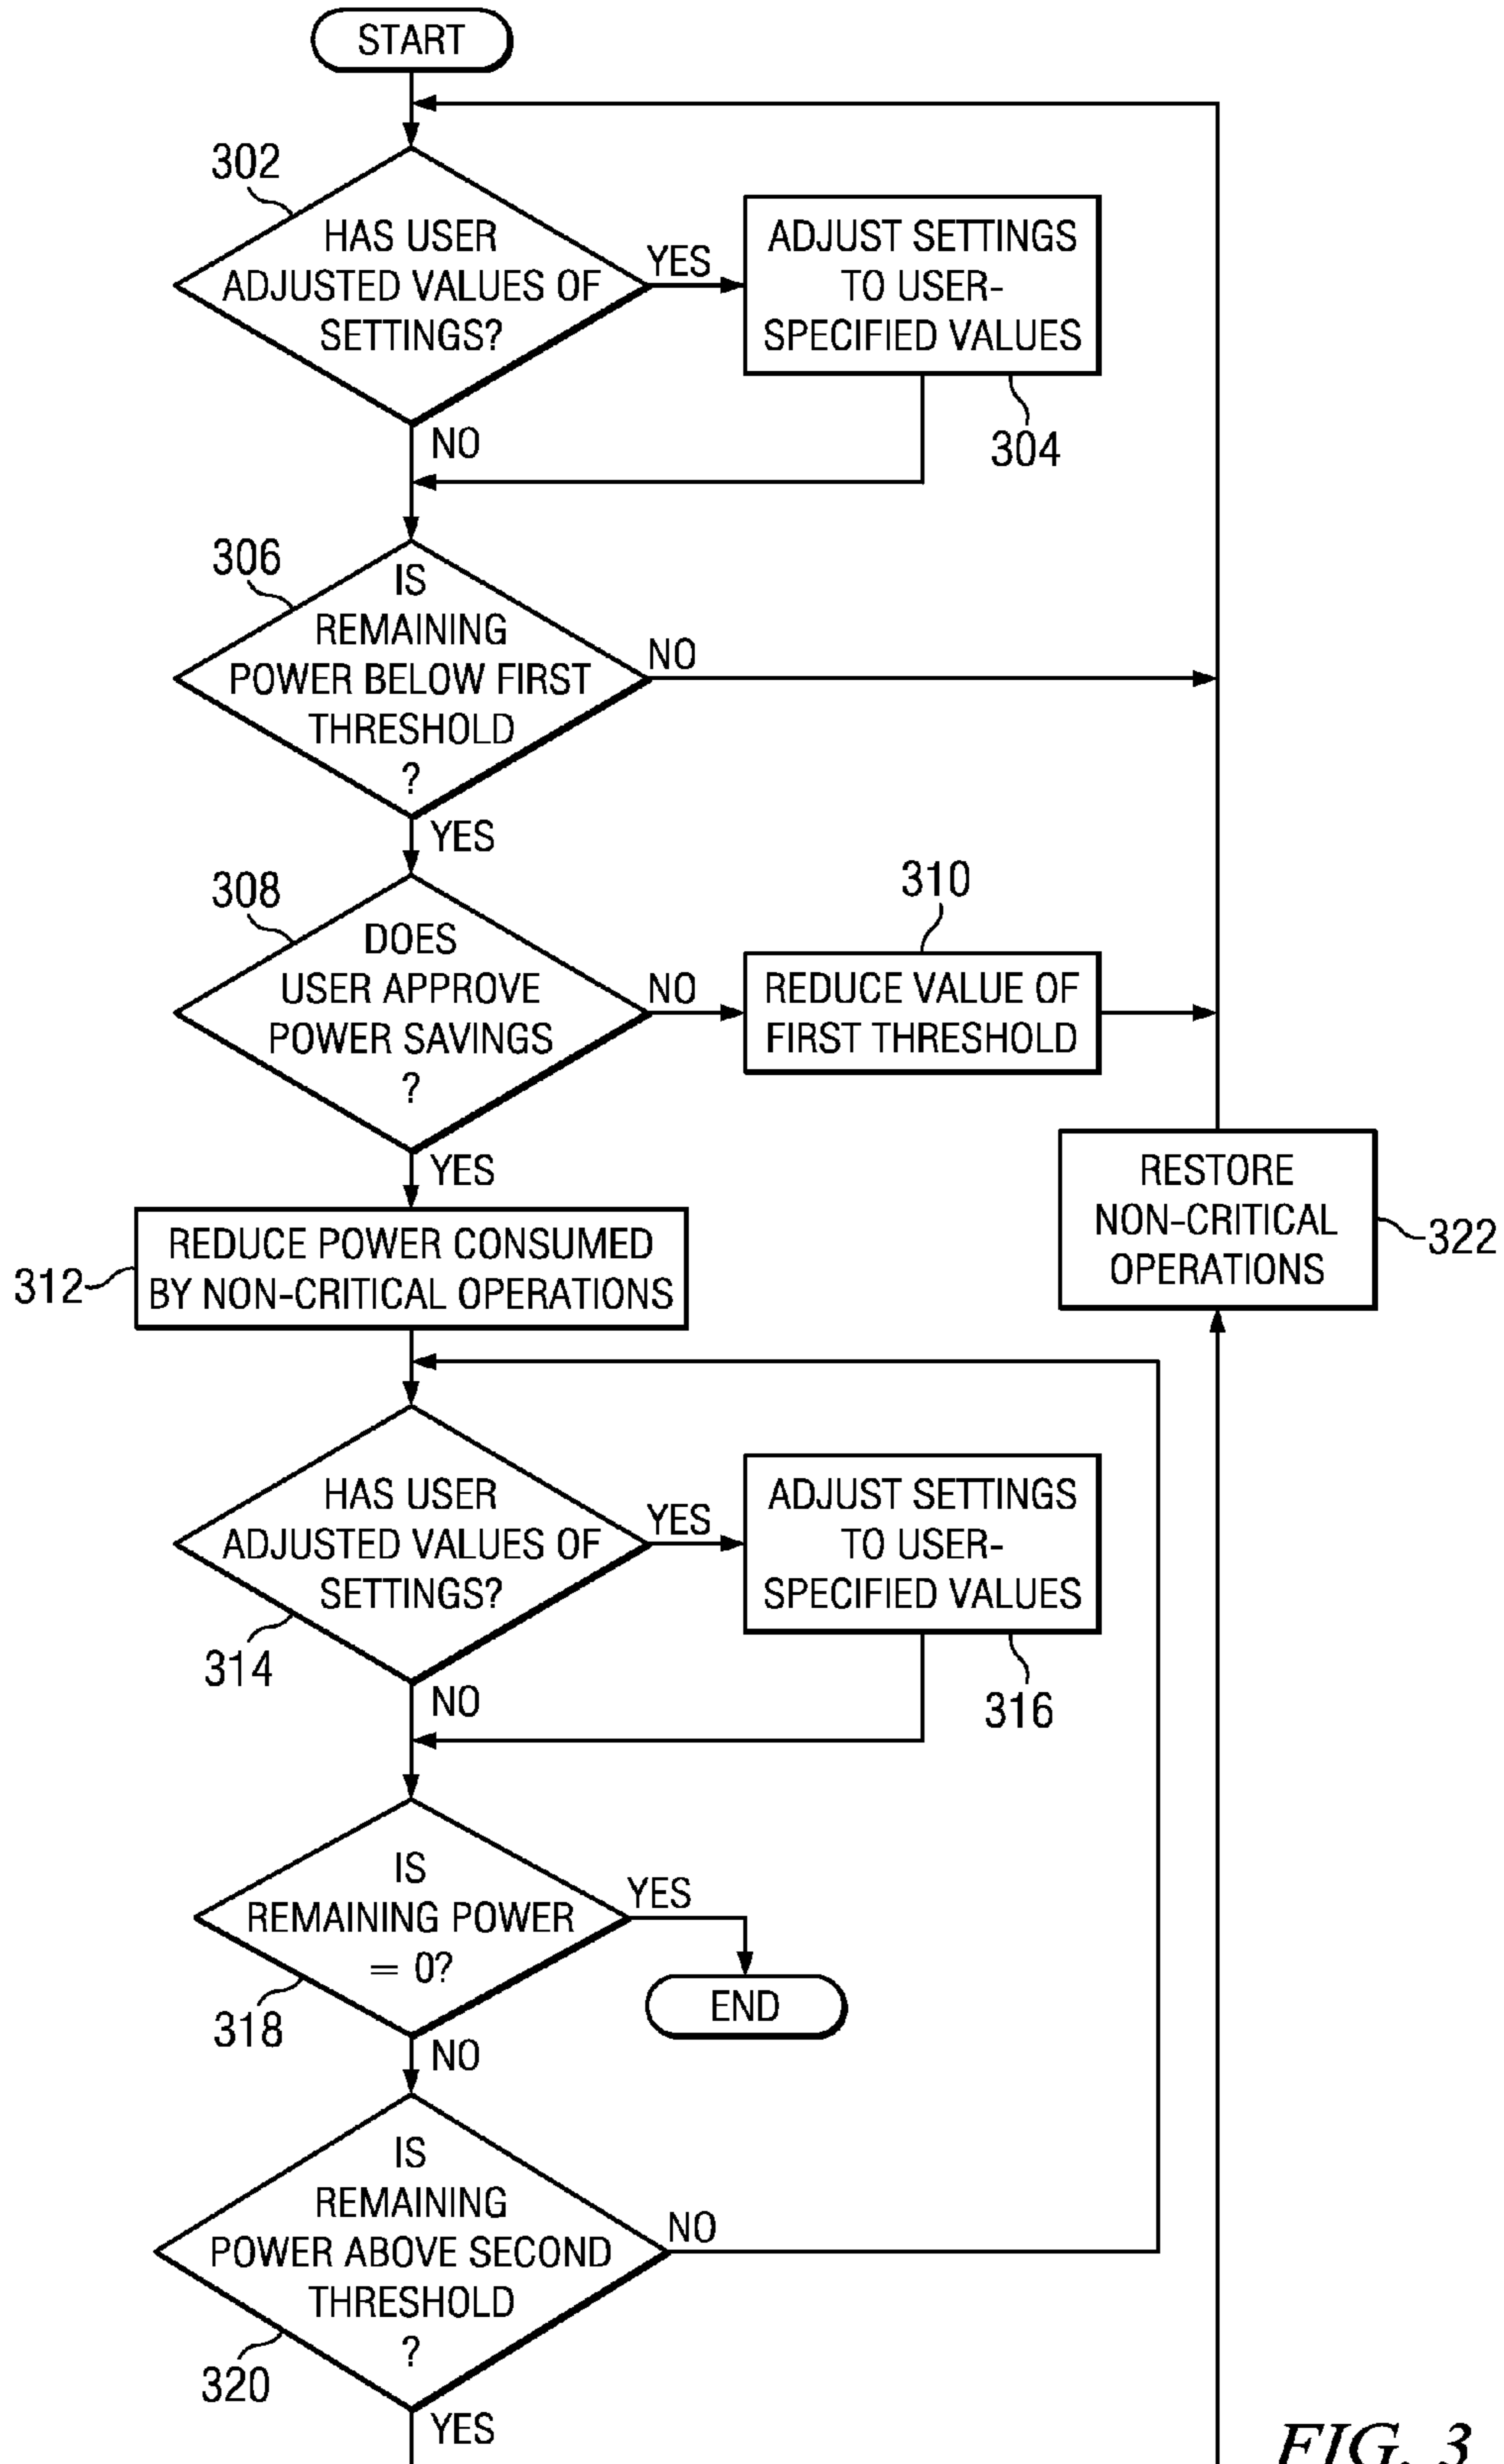 START
302
HAS USER
ADJUSTED VALUES OF
SETTINGS?
YES
ADJUST SETTINGS
TO USER-
SPECIFIED VALUES
304
NO
306
IS
REMAINING
POWER BELOW FIRST
THRESHOLD
?
NO
YES
308
DOES
USER APPROVE
POWER SAVINGS
?
NO
310
REDUCE VALUE OF
FIRST THRESHOLD
YES
312
REDUCE POWER CONSUMED
BY NON-CRITICAL OPERATIONS
RESTORE
NON-CRITICAL
OPERATIONS
322
HAS USER
ADJUSTED VALUES OF
SETTINGS?
314
YES
ADJUST SETTINGS
TO USER-
SPECIFIED VALUES
316
NO
IS
REMAINING POWER
= 0?
318
YES
END
NO
IS
REMAINING
POWER ABOVE SECOND
THRESHOLD
?
320
NO
YES
FIG. 3